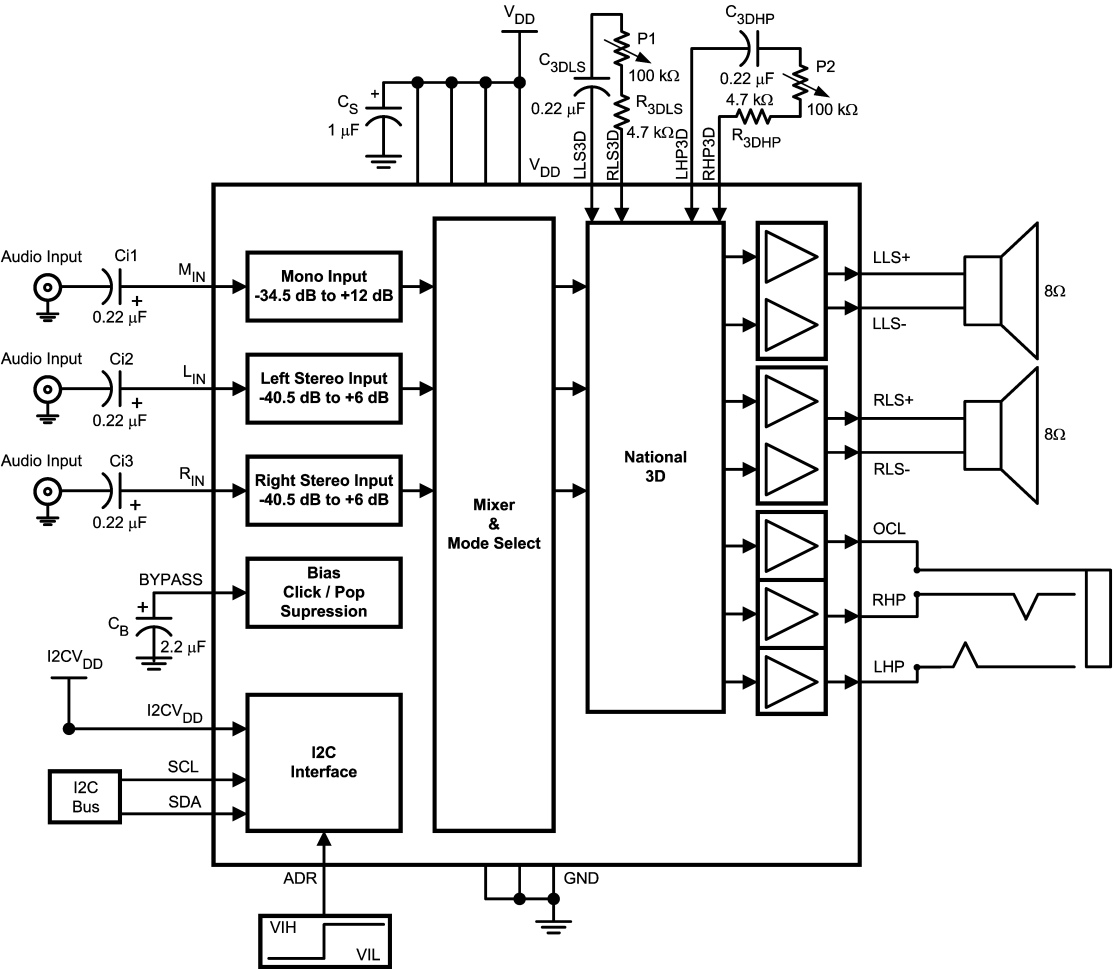 VDD
C3DHP
P1
P2
C3DLS
100 kΩ
0.22 µF
CS
+
1 µF
0.22 µF
R3DLS
4.7 kΩ
100 kΩ
4.7 kΩ
R3DHP
LLS3D
RLS3D
LHP3D
RHP3D
VDD
Audio Input
Ci1
MIN
+
0.22 µF
Mono Input
-34.5 dB to +12 dB
LLS+
LLS-
8Ω
Audio Input
Ci2
LIN
+
0.22 µF
Left Stereo Input
-40.5 dB to +6 dB
RLS+
RLS-
8Ω
Audio Input
Ci3
RIN
+
0.22 µF
Right Stereo Input
-40.5 dB to +6 dB
Mixer
&
Mode Select
National
3D
OCL
RHP
LHP
BYPASS
+
CB
2.2 µF
Bias
Click / Pop
Supression
I2CVDD
I2CVDD
SCL
SDA
I2C
Bus
I2C
Interface
ADR
GND
VIH
VIL